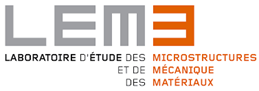 LEM3
LABORATOIRE D'ÉTUDE DES MICROSTRUCTURES
ET DE MÉCANIQUE
DES MATÉRIAUX